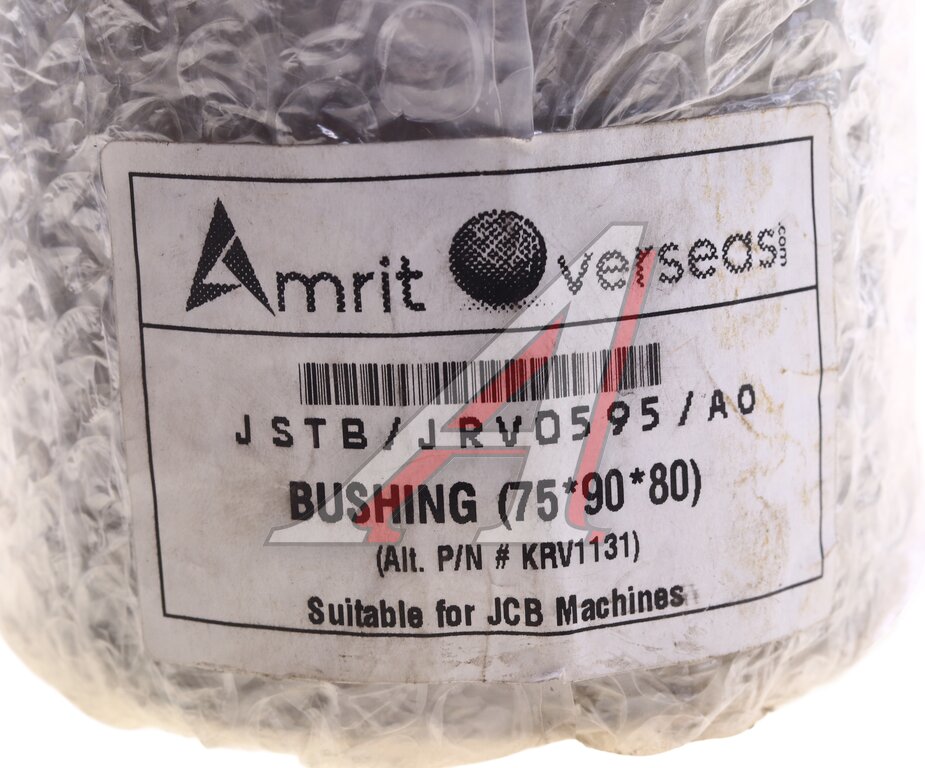 Amrit Overseas.com
JSTB/JRV0595/A0
BUSHING (75*90*80)
(Alt. P/N # KRV1131)
Suitable for JCB Machines